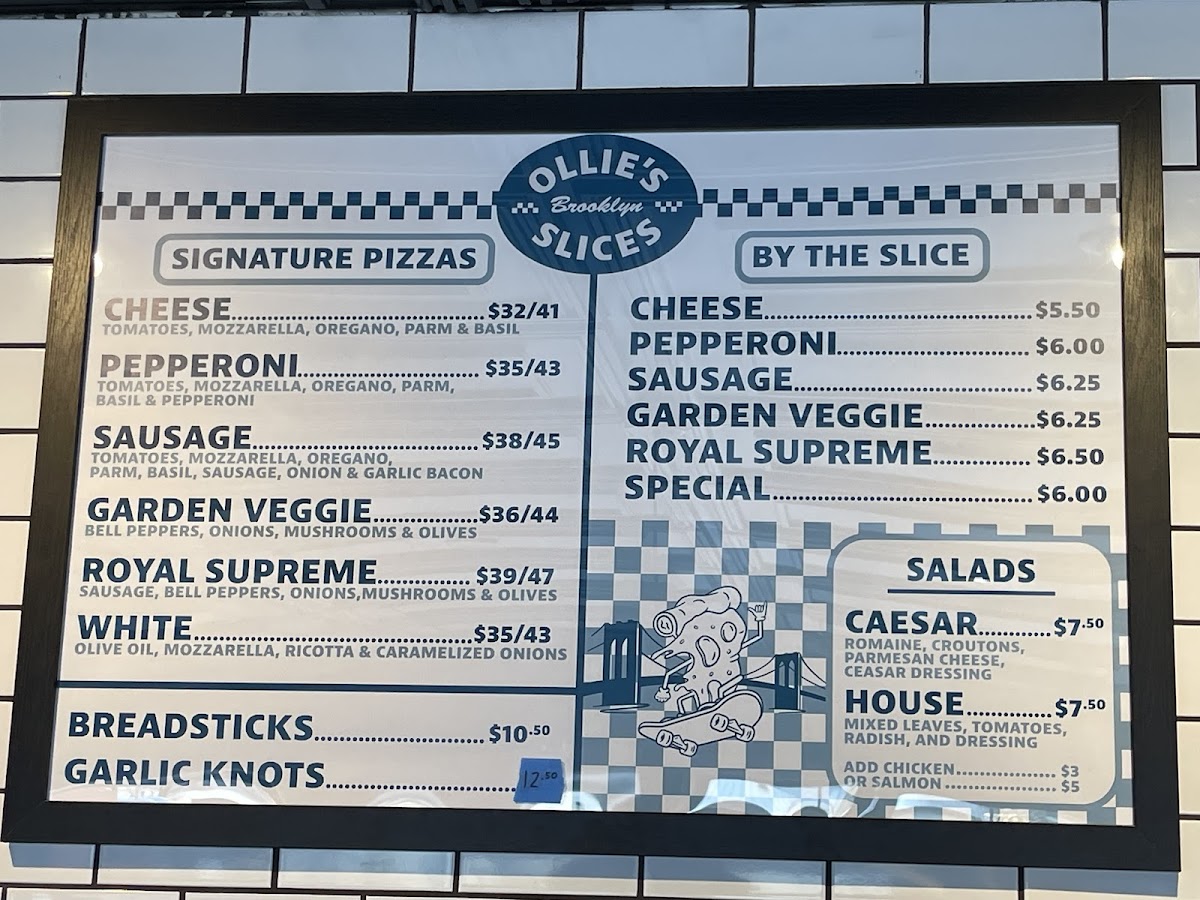 OLLIE'S
Brooklyn
SLICES
SIGNATURE PIZZAS
CHEESE $32/41
TOMATOES, MOZZARELLA, OREGANO, PARM & BASIL
PEPPERONI $35/43
TOMATOES, MOZZARELLA, OREGANO, PARM,
BASIL & PEPPERONI
SAUSAGE $38/45
TOMATOES, MOZZARELLA, OREGANO,
PARM, BASIL, SAUSAGE, ONION & GARLIC BACON
GARDEN VEGGIE $36/44
BELL PEPPERS, ONIONS, MUSHROOMS & OLIVES
ROYAL SUPREME $39/47
SAUSAGE, BELL PEPPERS, ONIONS,MUSHROOMS & OLIVES
WHITE $35/43
OLIVE OIL, MOZZARELLA, RICOTTA & CARAMELIZED ONIONS
BREADSTICKS $10.50
GARLIC KNOTS 12.50
BY THE SLICE
CHEESE $5.50
PEPPERONI $6.00
SAUSAGE $6.25
GARDEN VEGGIE $6.25
ROYAL SUPREME $6.50
SPECIAL $6.00
SALADS
CAESAR $7.50
ROMAINE, CROUTONS,
PARMESAN CHEESE,
CEASAR DRESSING
HOUSE $7.50
MIXED LEAVES, TOMATOES,
RADISH, AND DRESSING
ADD CHICKEN $3
OR SALMON $5